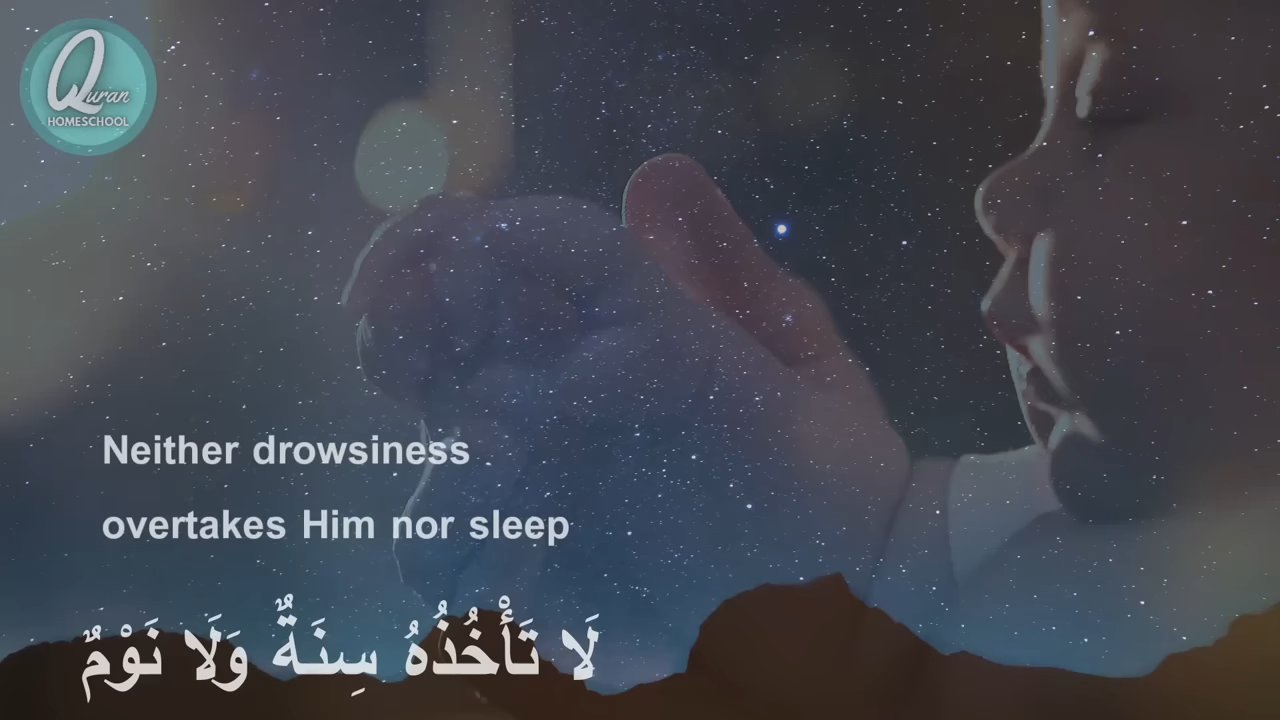 Quran
HOMESCHOOL
Neither drowsiness
overtakes Him nor sleep
لَا تَأْخُذُهُ سِنَةٌ وَلَا نَوْمٌ